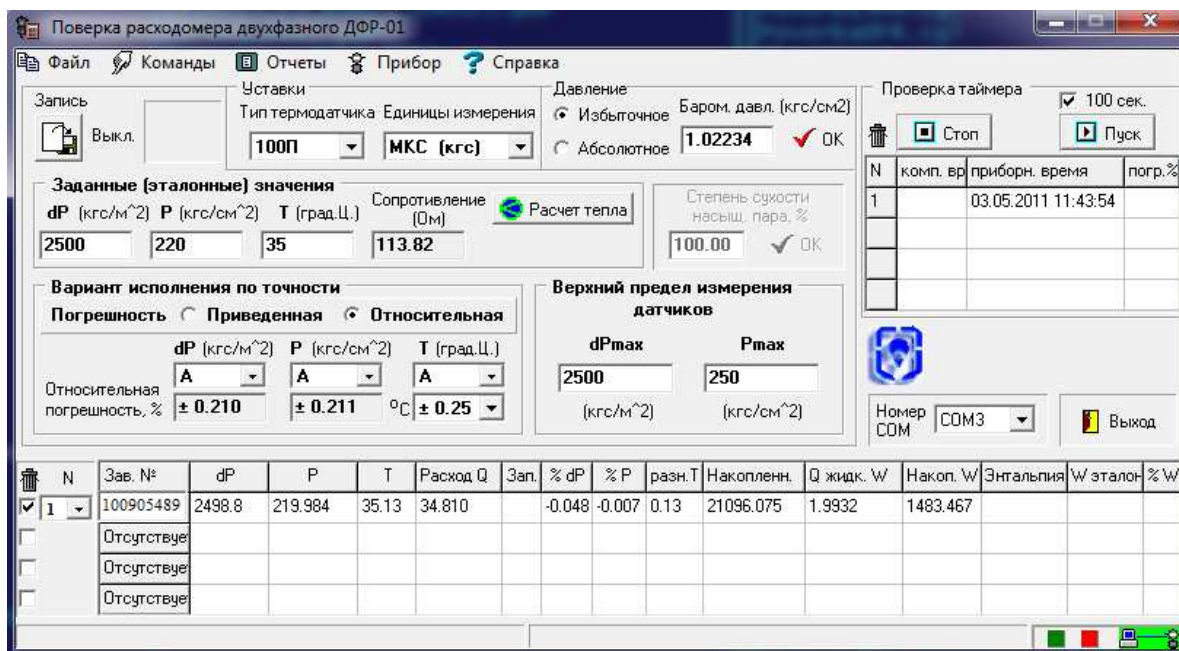 Поверка расходомера двухфазного ДФР-01
Файл Команды Отчеты Прибор Справка
Запись
Выкл.
Уставки
Тип термодатчика Единицы измерения
100П МКС (кгс)
Давление
Избыточное
Абсолютное
Баром. давл. (кгс/см2)
1.02234 OK
Проверка таймера
100 сек.
Стоп Пуск
N комп. вр приборн. время погр.%
1 03.05.2011 11:43:54
Заданные (эталонные) значения
dP (кгс/м^2) P (кгс/см^2) T (град.Ц.) Сопротивление (Ом)
2500 220 35 113.82
Расчет тепла
Степень сухости
насыщ. пара, %
100.00 OK
Вариант исполнения по точности
Погрешность Приведенная Относительная
dP (кгс/м^2) P (кгс/см^2) T (град.Ц.)
A A A
Относительная
погрешность, % ± 0.210 ± 0.211 ºC ± 0.25
Верхний предел измерения
датчиков
dPmax Pmax
2500 250
(кгс/м^2) (кгс/см^2)
Номер
COM COM3
Выход
N Зав. № dP P T Расход Q Зап. % dP % P разн.T Накопленн. Q жидк. W Накоп. W Энтальпия W эталон % W
1 100905489 2498.8 219.984 35.13 34.810 -0.048 -0.007 0.13 21096.075 1.9932 1483.467
Отсутствуе
Отсутствуе
Отсутствуе